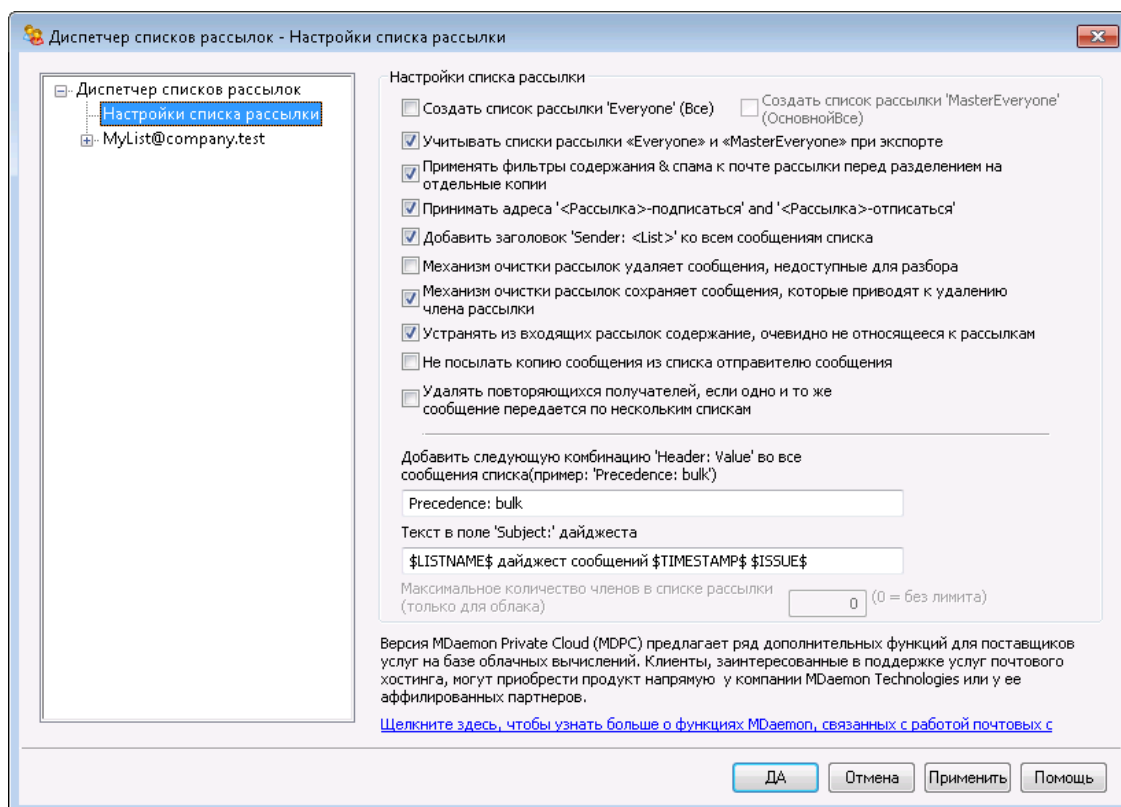 Диспетчер списков рассылок - Настройки списка рассылки
Диспетчер списков рассылок
Настройки списка рассылки
MyList@company.test
Настройки списка рассылки
Создать список рассылки 'Everyone' (Все)
Создать список рассылки 'MasterEveryone'
(ОсновнойВсе)
Учитывать списки рассылки «Everyone» и «MasterEveryone» при экспорте
Применять фильтры содержания & спама к почте рассылки перед разделением на
отдельные копии
Принимать адреса '<Рассылка>-подписаться' and '<Рассылка>-отписаться'
Добавить заголовок 'Sender: <List>' ко всем сообщениям списка
Механизм очистки рассылок удаляет сообщения, недоступные для разбора
Механизм очистки рассылок сохраняет сообщения, которые приводят к удалению
члена рассылки
Устранять из входящих рассылок содержание, очевидно не относящееся к рассылкам
Не посылать копию сообщения из списка отправителю сообщения
Удалять повторяющихся получателей, если одно и то же
сообщение передается по нескольким спискам
Добавить следующую комбинацию 'Header: Value' во все
сообщения списка(пример: 'Precedence: bulk')
Precedence: bulk
Текст в поле 'Subject:' дайджеста
$LISTNAME$ дайджест сообщений $TIMESTAMP$ $ISSUE$
Максимальное количество членов в списке рассылки
(только для облака)
0
(0 = без лимита)
Версия MDaemon Private Cloud (MDPC) предлагает ряд дополнительных функций для поставщиков
услуг на базе облачных вычислений. Клиенты, заинтересованные в поддержке услуг почтового
хостинга, могут приобрести продукт напрямую у компании MDaemon Technologies или у ее
аффилированных партнеров.
Щелкните здесь, чтобы узнать больше о функциях MDaemon, связанных с работой почтовых с
ДА
Отмена
Применить
Помощь